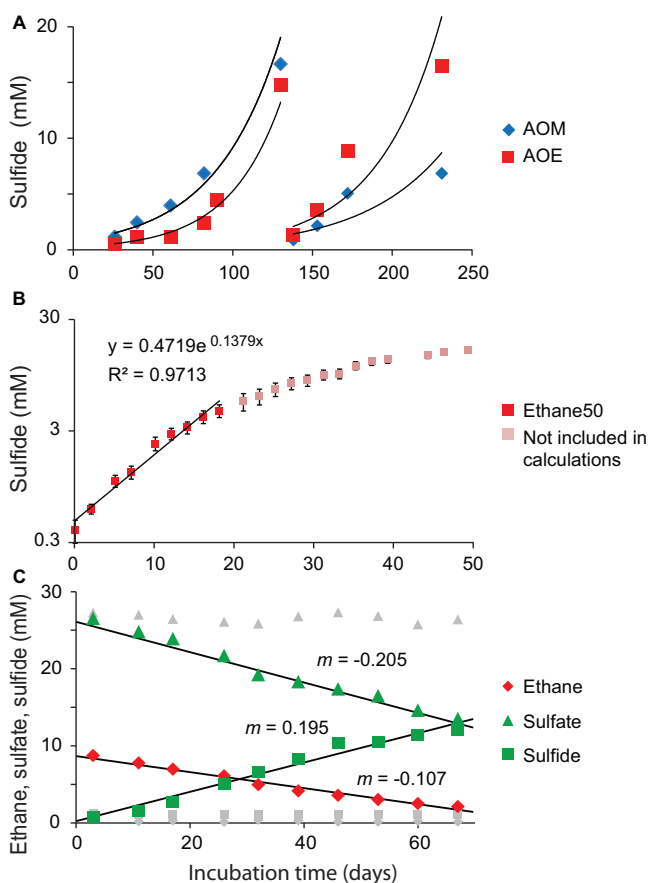 A
Sulfide (mM)
20
10
0
0 50 100 150 200 250
AOM
AOE
B
Sulfide (mM)
30
3
0.3
y = 0.4719e 0.1379x
R² = 0.9713
0 10 20 30 40 50
Ethane50
Not included in
calculations
C
Ethane, sulfate, sulfide (mM)
30
20
10
0
m = -0.205
m = 0.195
m = -0.107
0 20 40 60
Ethane
Sulfate
Sulfide
Incubation time (days)